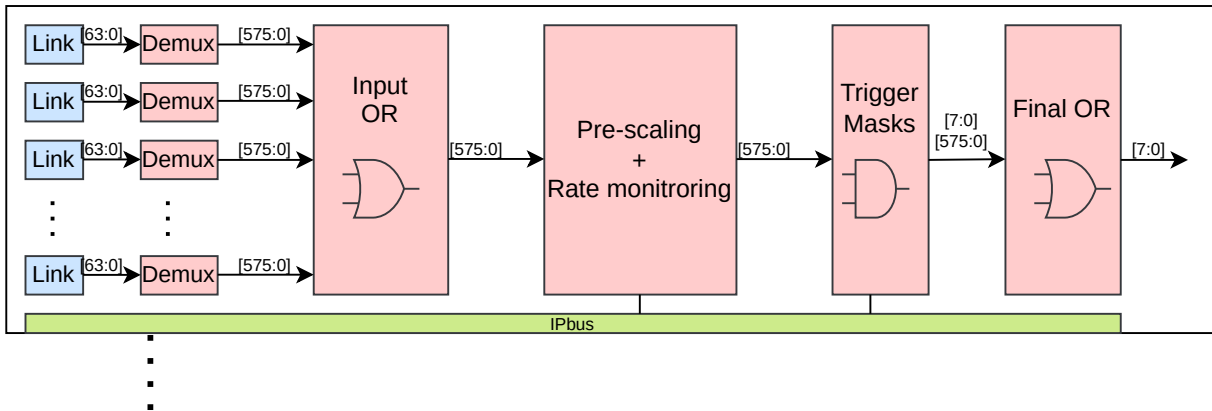 Link
[63:0]
Demux
[575:0]
Link
[63:0]
Demux
[575:0]
Link
[63:0]
Demux
[575:0]
Link
[63:0]
Demux
[575:0]
Input
OR
[575:0]
Pre-scaling
+
Rate monitroring
[575:0]
Trigger
Masks
[7:0]
[575:0]
Final OR
[7:0]
IPbus